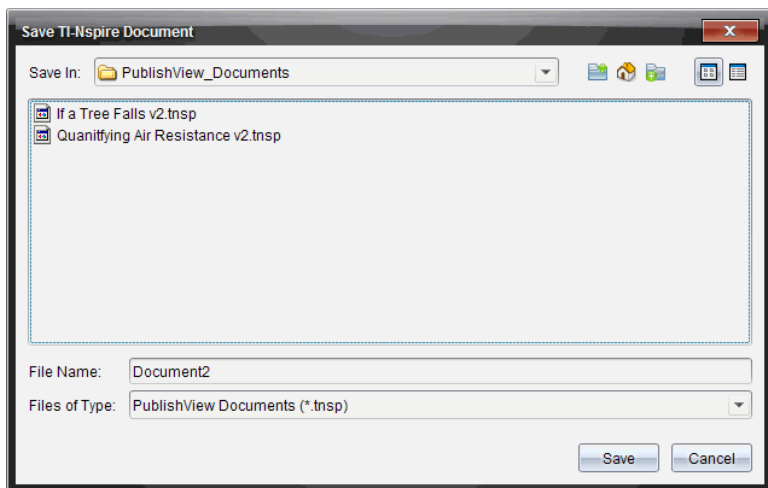 Save TI-Nspire Document
Save In: PublishView_Documents
If a Tree Falls v2.tnsp
Quanitfying Air Resistance v2.tnsp
File Name: Document2
Files of Type: PublishView Documents (*.tnsp)
Save Cancel